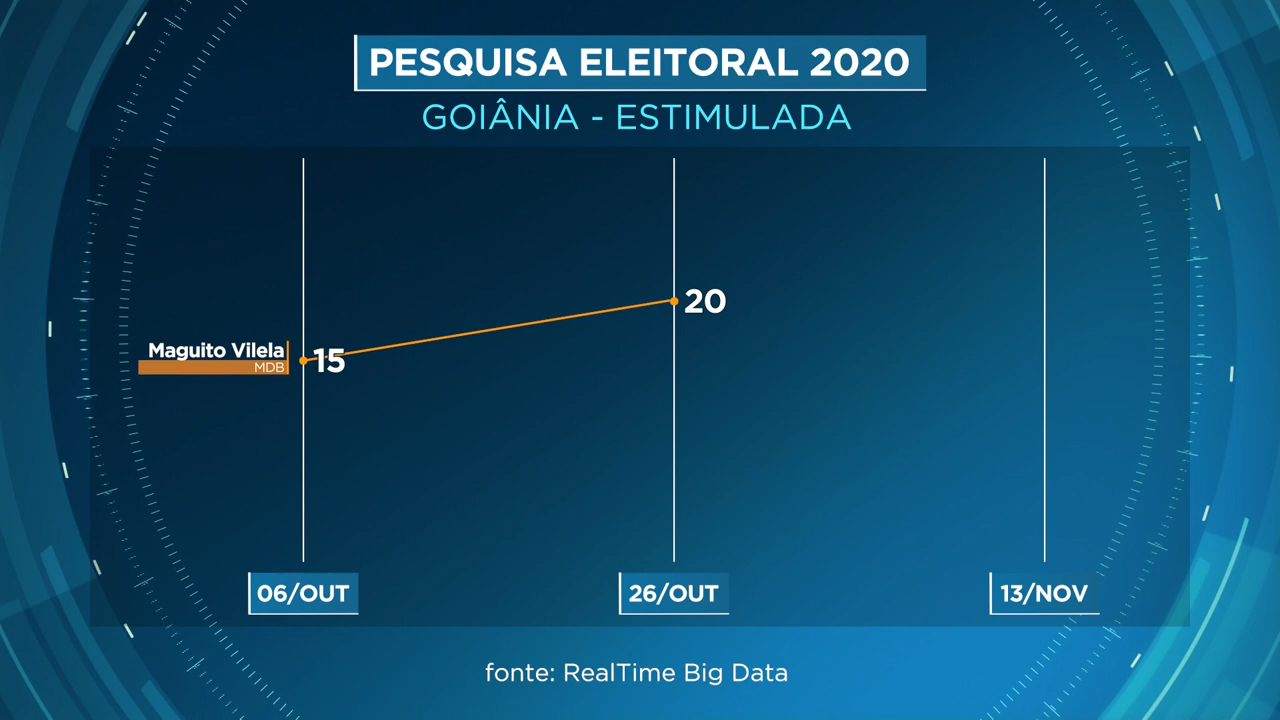 PESQUISA ELEITORAL 2020
GOIÂNIA - ESTIMULADA
20
Maguito Vilela
MDB
15
06/OUT
26/OUT
13/NOV
fonte: RealTime Big Data